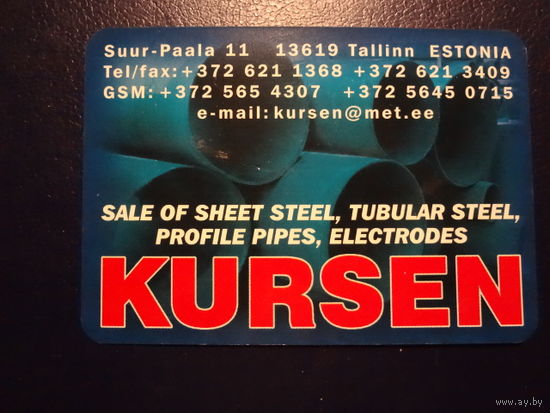 Suur-Paala 11 13619 Tallinn ESTONIA
Tel/fax: +372 621 1368 +372 621 3409
GSM: +372 565 4307 +372 5645 0715
e-mail: kursen@met.ee
SALE OF SHEET STEEL, TUBULAR STEEL,
PROFILE PIPES, ELECTRODES
KURSEN
www.ay.by